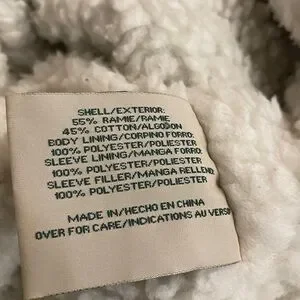 SHELL/EXTERIOR:
55% RAMIE/RAMIE
45% COTTON/ALGODON
BODY LINING/CORPINO FORRO:
100% POLYESTER/POLIESTER
SLEEVE LINING/MANGA FORRO:
100% POLYESTER/POLIESTER
SLEEVE FILLER/MANGA RELLENO
100% POLYESTER/POLIESTER
MADE IN/HECHO EN CHINA
OVER FOR CARE/INDICATIONS AU VERSO